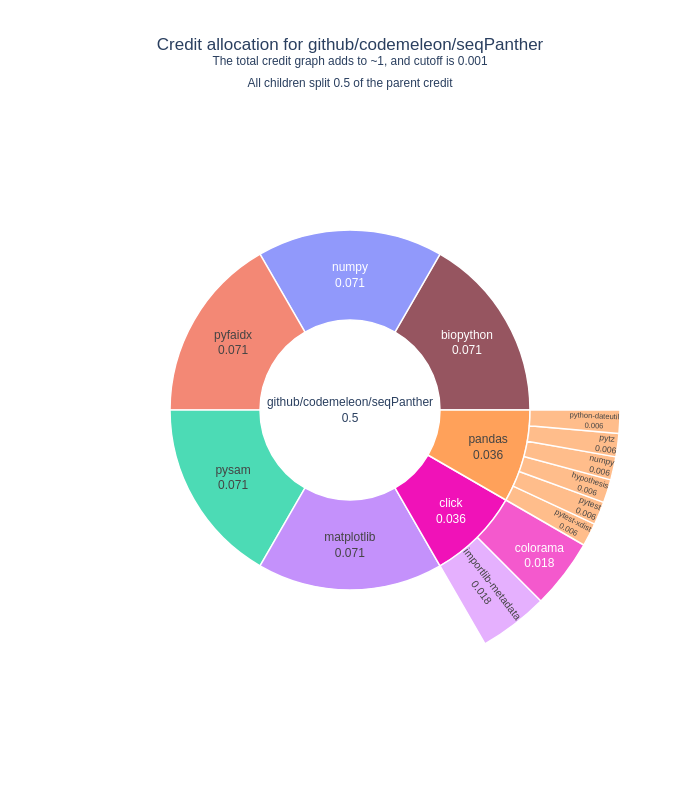 Credit allocation for github/codemeleon/seqPanther
The total credit graph adds to ~1, and cutoff is 0.001
All children split 0.5 of the parent credit
numpy
0.071
pyfaidx
0.071
biopython
0.071
github/codemeleon/seqPanther
0.5
python-dateutil
0.006
pytz
0.006
numpy
0.006
hypothesis
0.006
pytest
0.006
pytest-xdist
0.006
pandas
0.036
pysam
0.071
click
0.036
matplotlib
0.071
colorama
0.018
importlib-metadata
0.018